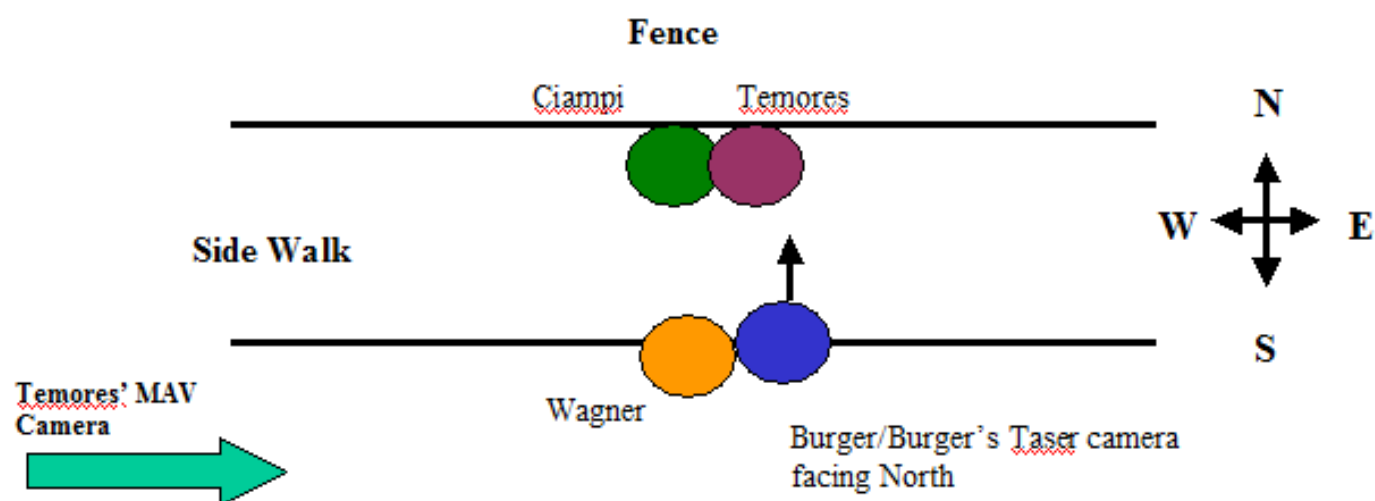 Fence
Ciampi
Temores
N
W
E
S
Side Walk
Temores' MAV
Camera
Wagner
Burger/Burger's Taser camera
facing North